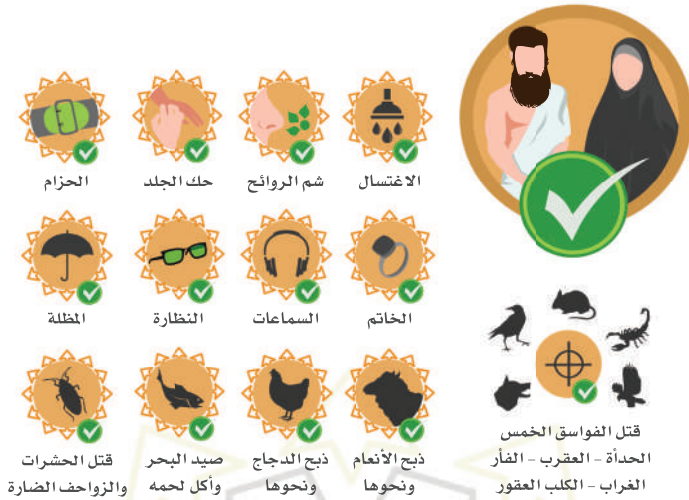 الاغتسال
شم الروائح
حك الجلد
الحزام
الخاتم
السماعات
النظارة
المظلة
قتل الفواسق الخمس
الحدأة - العقرب - الفأر
الغراب - الكلب العقور
ذبح الأنعام
ونحوها
ذبح الدجاج
ونحوها
صيد البحر
وأكل لحمه
قتل الحشرات
والزواحف الضارة